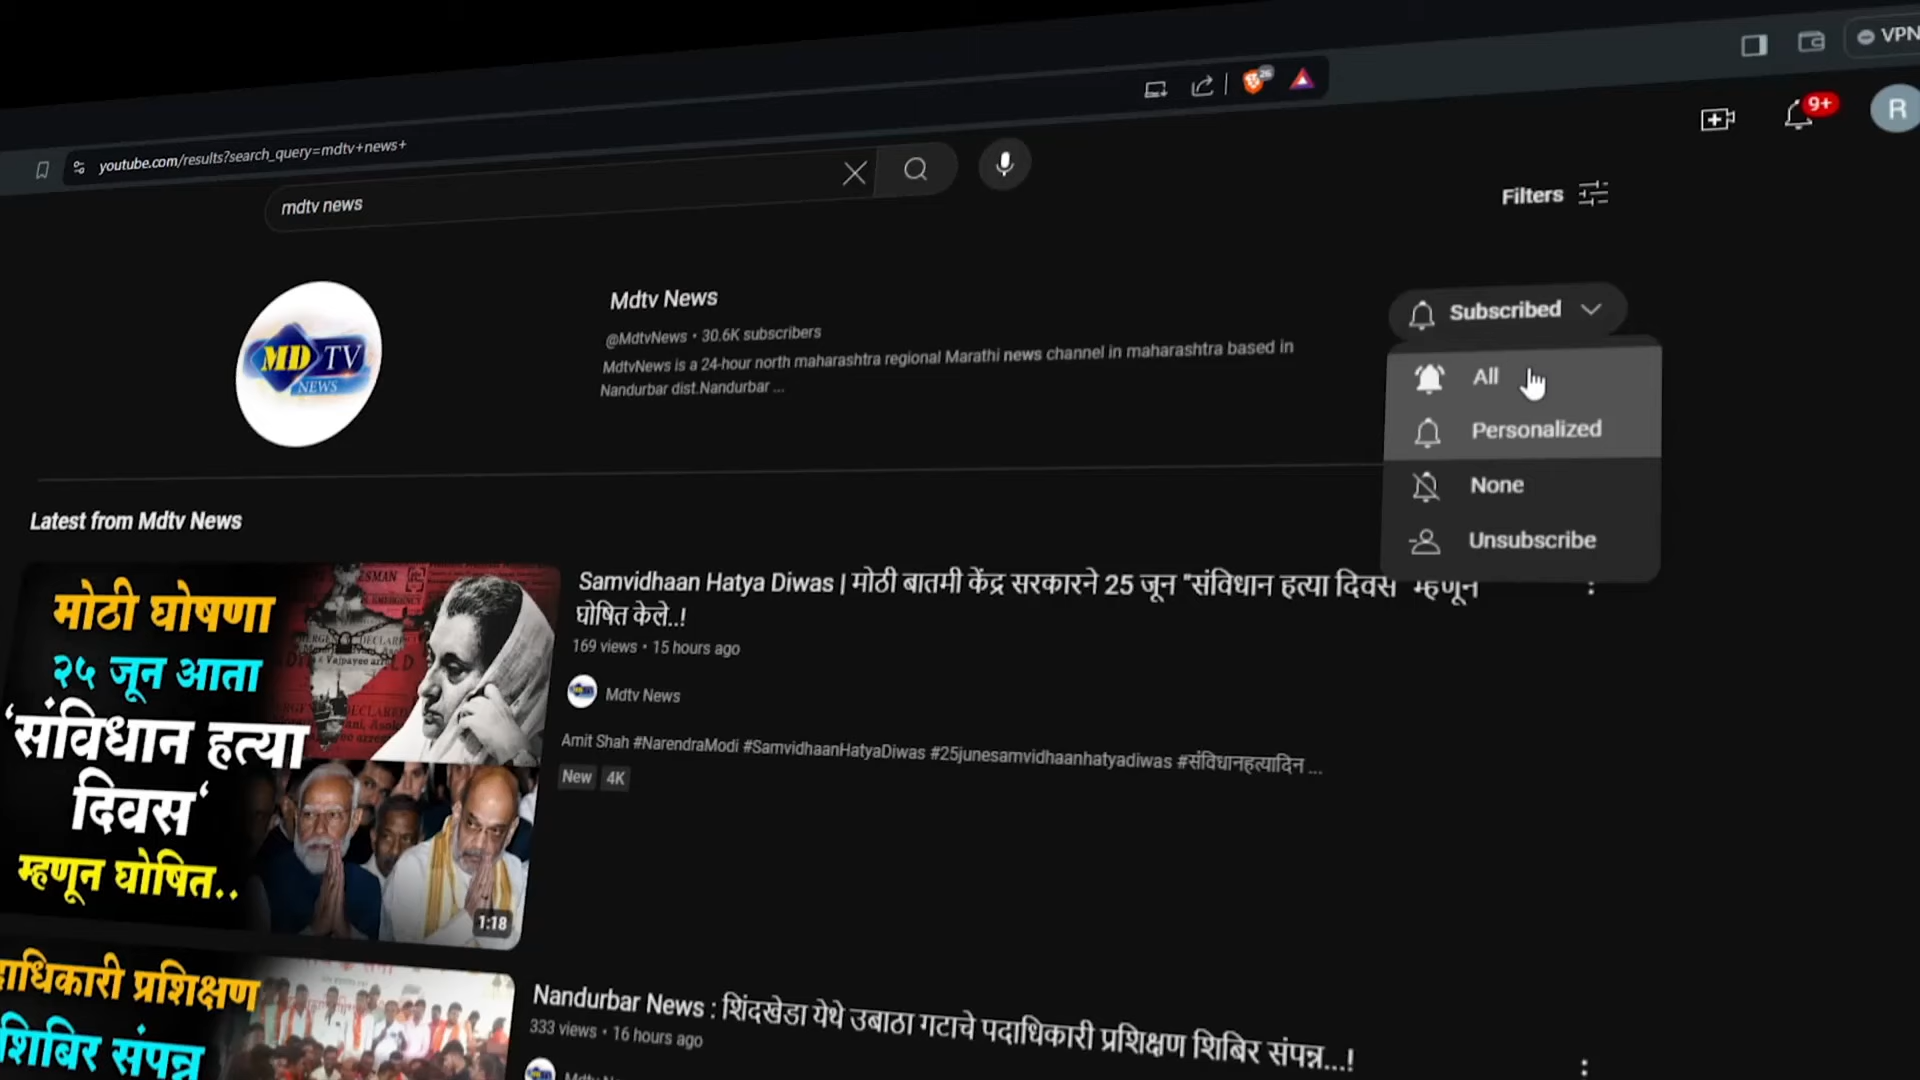 VPN
youtube.com/results?search_query=mdtv+news+
26
9+
R
mdtv news
Filters
MD TV
NEWS
Mdtv News
@MdtvNews • 30.6K subscribers
MdtvNews is a 24-hour north maharashtra regional Marathi news channel in maharashtra based in
Nandurbar dist.Nandurbar ...
Subscribed
All
Personalized
None
Unsubscribe
Latest from Mdtv News
मोठी घोषणा
२५ जून आता
‘संविधान हत्या
दिवस‘
म्हणून घोषित..
1:18
Samvidhaan Hatya Diwas | मोठी बातमी केंद्र सरकारने 25 जून "संविधान हत्या दिवस म्हणून
घोषित केले..!
169 views • 15 hours ago
Mdtv News
Amit Shah #NarendraModi #SamvidhaanHatyaDiwas #25junesamvidhaanhatyadiwas #संविधानहत्यादिन ...
New 4K
दाधिकारी प्रशिक्षण
शिबिर संपन्न
Nandurbar News : शिंदखेडा येथे उबाठा गटाचे पदाधिकारी प्रशिक्षण शिबिर संपन्न...!
333 views • 16 hours ago